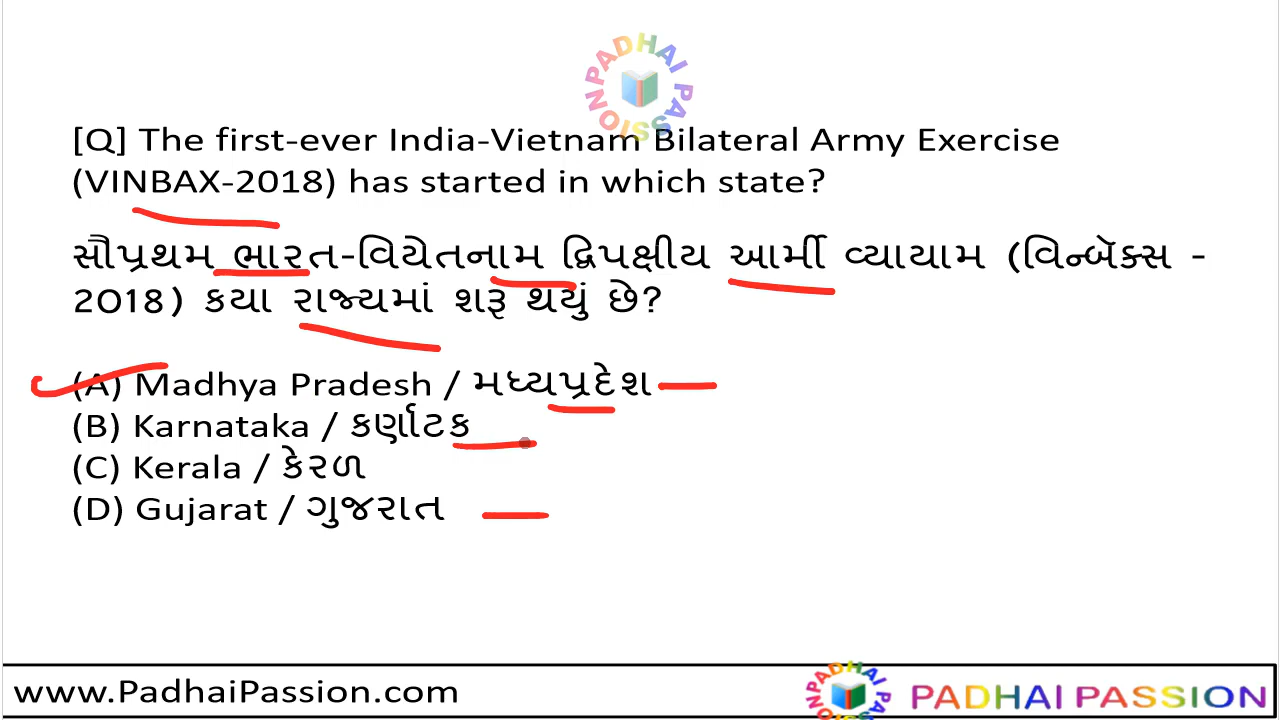 PADHAI PASSION
[Q] The first-ever India-Vietnam Bilateral Army Exercise
(VINBAX-2018) has started in which state?
સૌપ્રથમ ભારત-વિયેતનામ દ્વિપક્ષીય આર્મી વ્યાયામ (વિન્બૅક્સ -
2018) કયા રાજ્યમાં શરૂ થયું છે?
(A) Madhya Pradesh / મધ્યપ્રદેશ
(B) Karnataka / કર્ણાટક
(C) Kerala / કેરળ
(D) Gujarat / ગુજરાત
www.PadhaiPassion.com
PADHAI PASSION
PADHAI PASSION